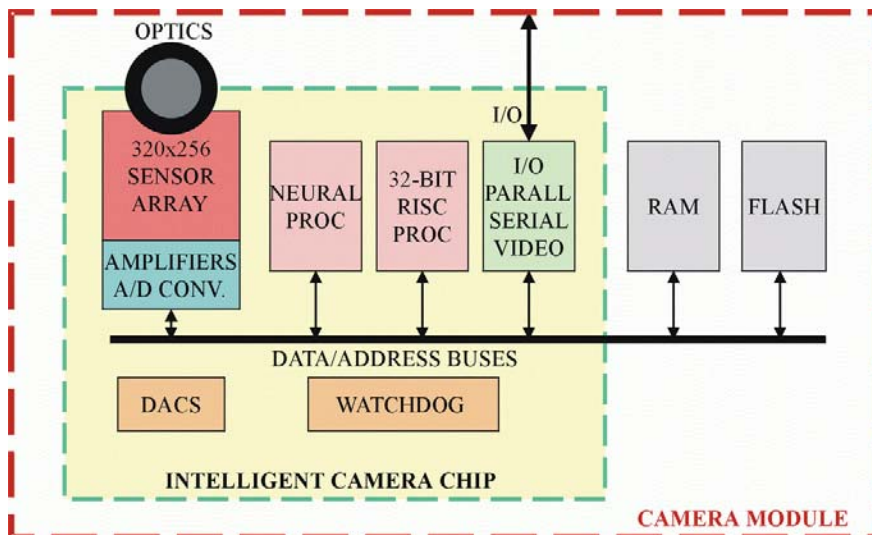 OPTICS
I/O
320x256
SENSOR
ARRAY
AMPLIFIERS
A/D CONV.
NEURAL
PROC
32-BIT
RISC
PROC
I/O
PARALL
SERIAL
VIDEO
RAM
FLASH
DATA/ADDRESS BUSES
DACS
WATCHDOG
INTELLIGENT CAMERA CHIP
CAMERA MODULE